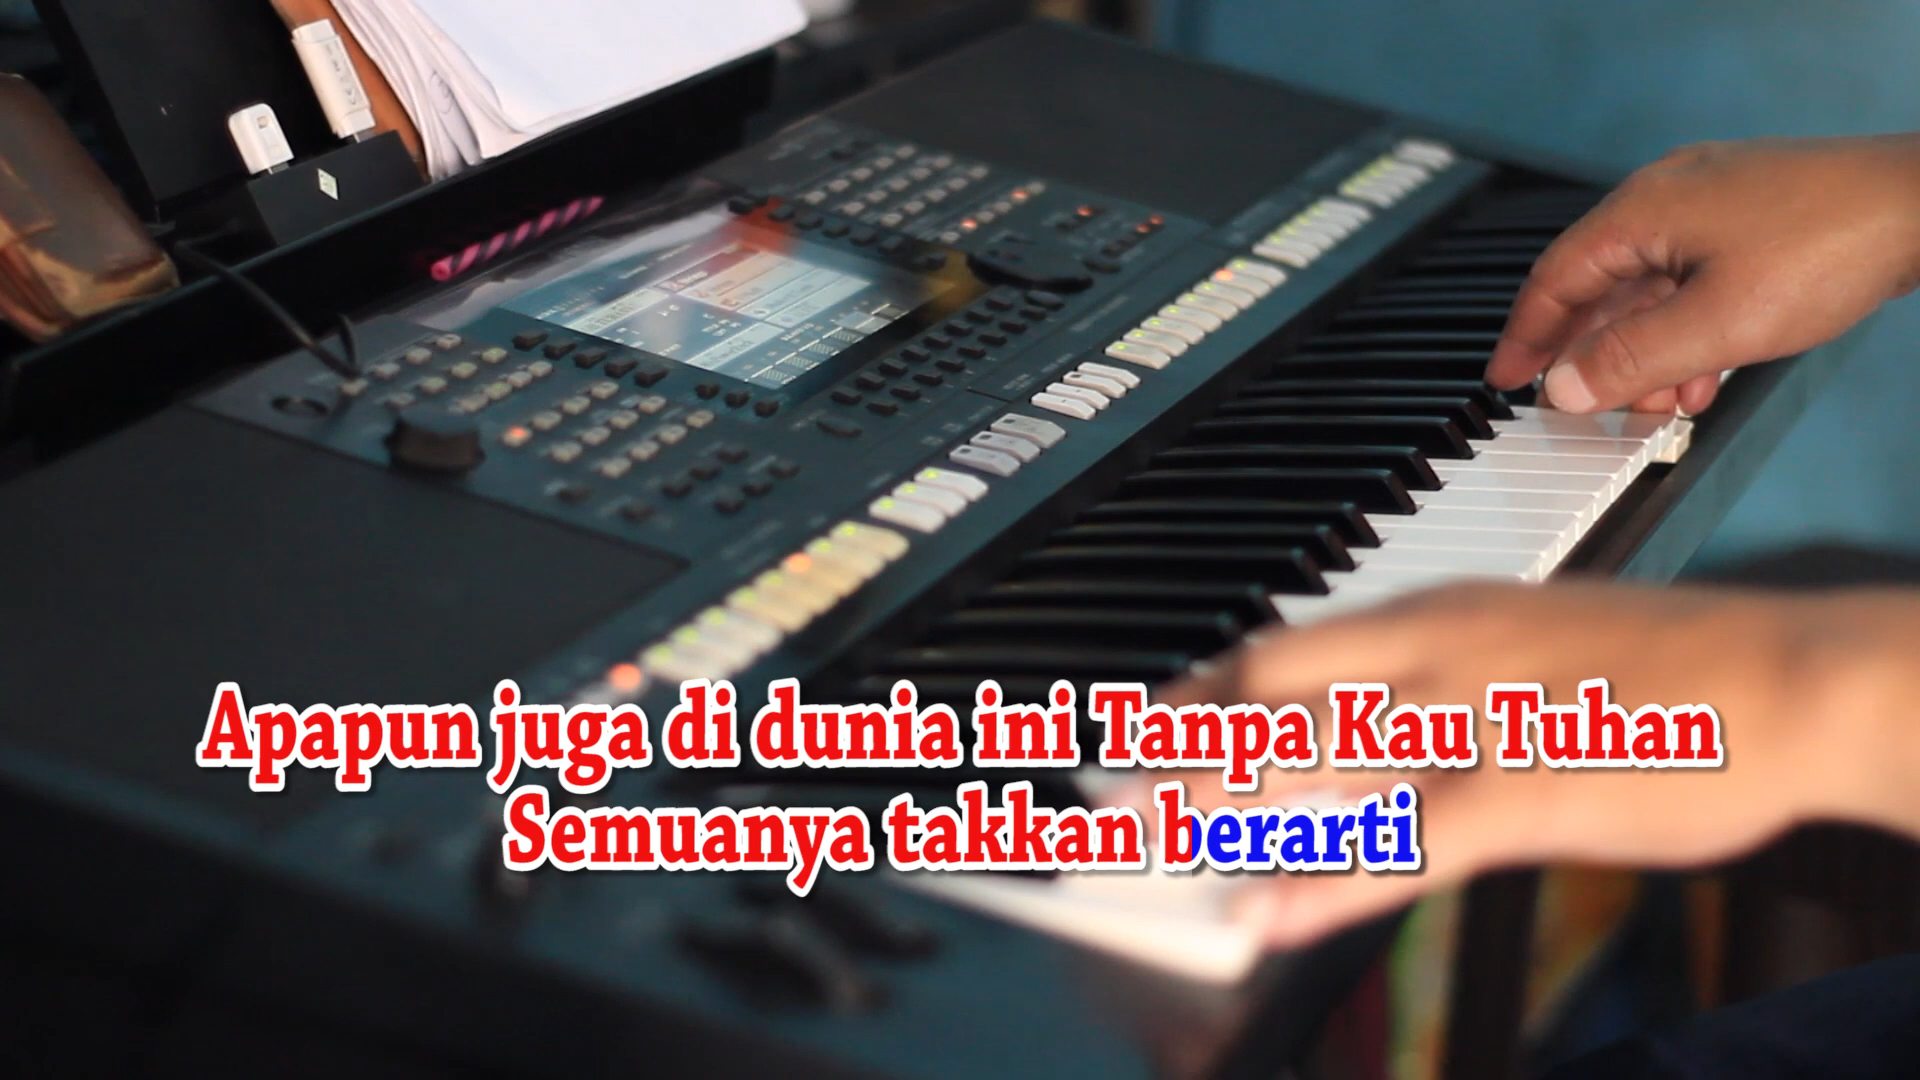 Apapun juga di dunia ini Tanpa Kau Tuhan
Semuanya takkan berarti